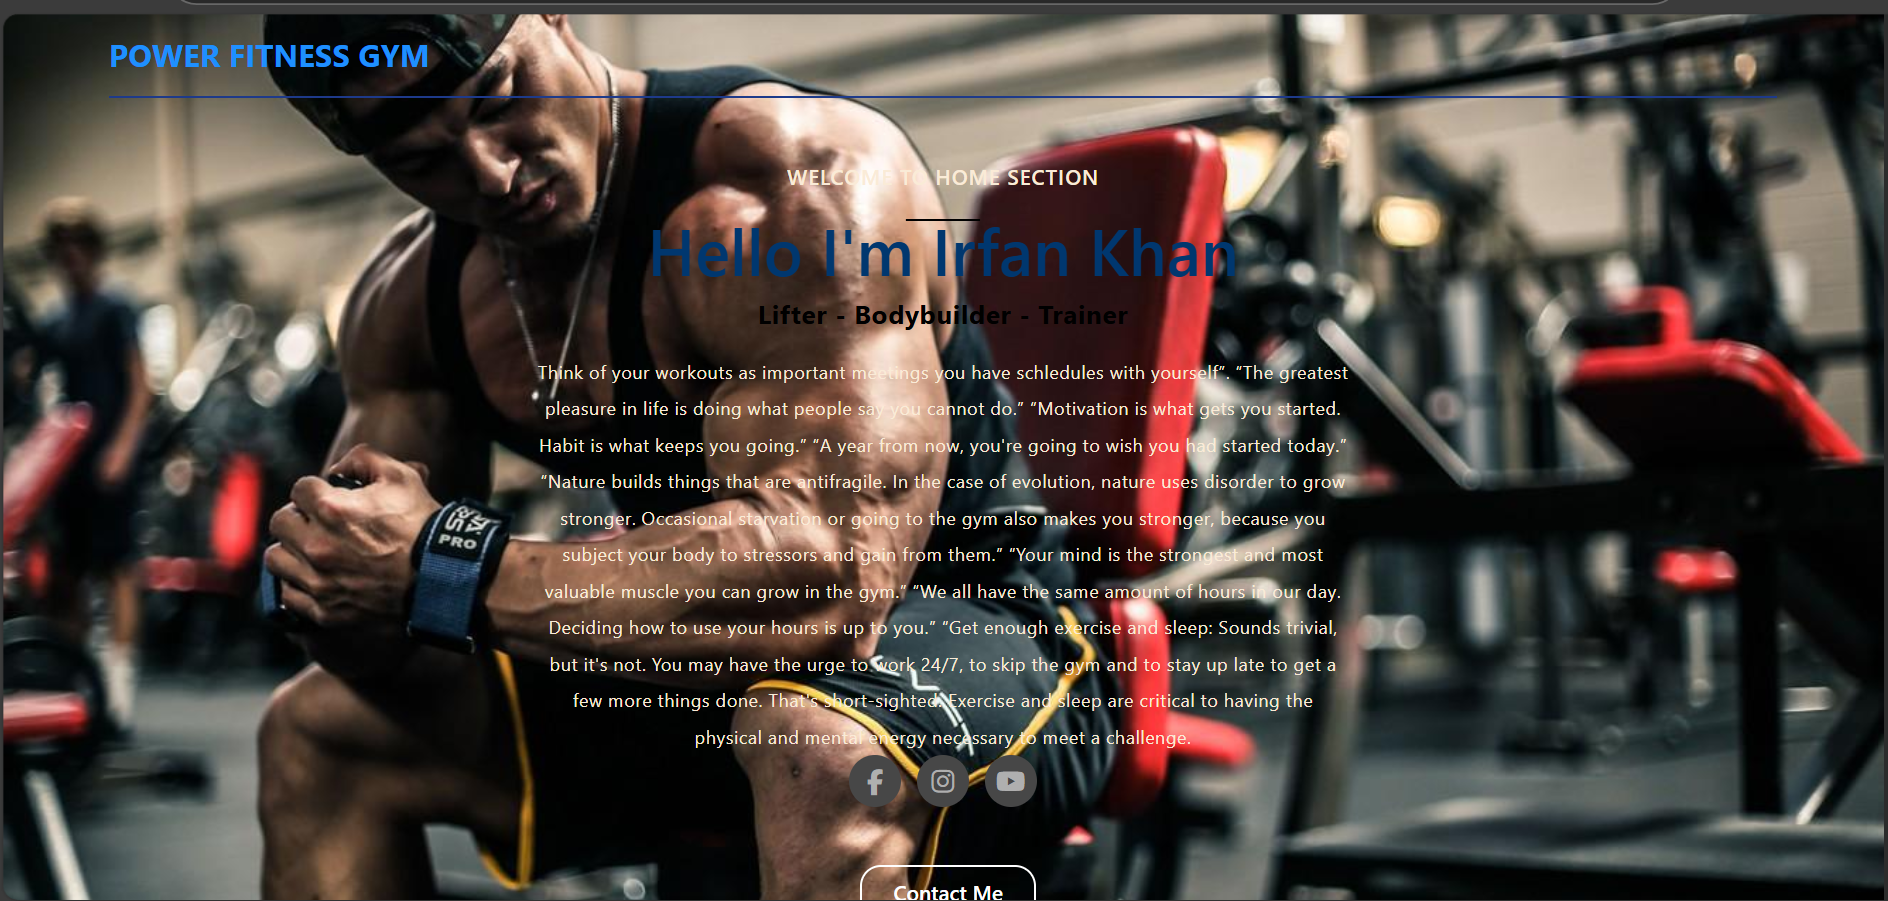 POWER FITNESS GYM
WELCOME TO HOME SECTION
Hello I'm Irfan Khan
Lifter - Bodybuilder - Trainer
Think of your workouts as important meetings you have schledules with yourself”. “The greatest
pleasure in life is doing what people say you cannot do.” “Motivation is what gets you started.
Habit is what keeps you going.” “A year from now, you're going to wish you had started today.”
“Nature builds things that are antifragile. In the case of evolution, nature uses disorder to grow
stronger. Occasional starvation or going to the gym also makes you stronger, because you
subject your body to stressors and gain from them.” “Your mind is the strongest and most
valuable muscle you can grow in the gym.” “We all have the same amount of hours in our day.
Deciding how to use your hours is up to you.” “Get enough exercise and sleep: Sounds trivial,
but it's not. You may have the urge to work 24/7, to skip the gym and to stay up late to get a
few more things done. That's short-sighted. Exercise and sleep are critical to having the
physical and mental energy necessary to meet a challenge.
PRO
Contact Me